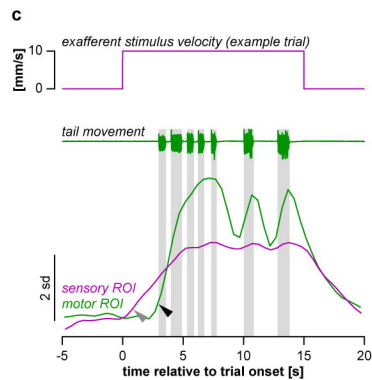 c
exafferent stimulus velocity (example trial)
[mm/s]
10
0
tail movement
2 sd
sensory ROI
motor ROI
-5 0 5 10 15 20
time relative to trial onset [s]